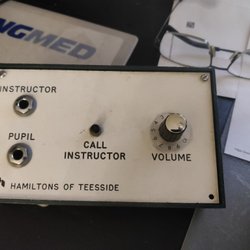 NGMED
INSTRUCTOR
PUPIL
CALL
INSTRUCTOR
VOLUME
HAMILTONS OF TEESSIDE